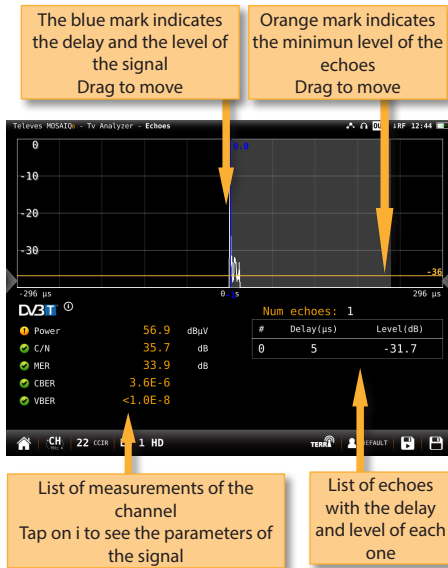 The blue mark indicates
the delay and the level of
the signal
Drag to move
Orange mark indicates
the minimun level of the
echoes
Drag to move
Televes MOSAIQ6 - Tv Analyzer - Echoes
↓RF 12:44
0
0.0
-10
-20
-30
-36
-296 µs
0. s
296 µs
DVB T i
Power 56.9 dBµV
C/N 35.7 dB
MER 33.9 dB
CBER 3.6E-6
VBER <1.0E-8
Num echoes: 1
# Delay(µs) Level(dB)
0 5 -31.7
CH 22 CCIR 1 HD
TERR DEFAULT
List of measurements of the
channel
Tap on i to see the parameters of
the signal
List of echoes
with the delay
and level of each
one